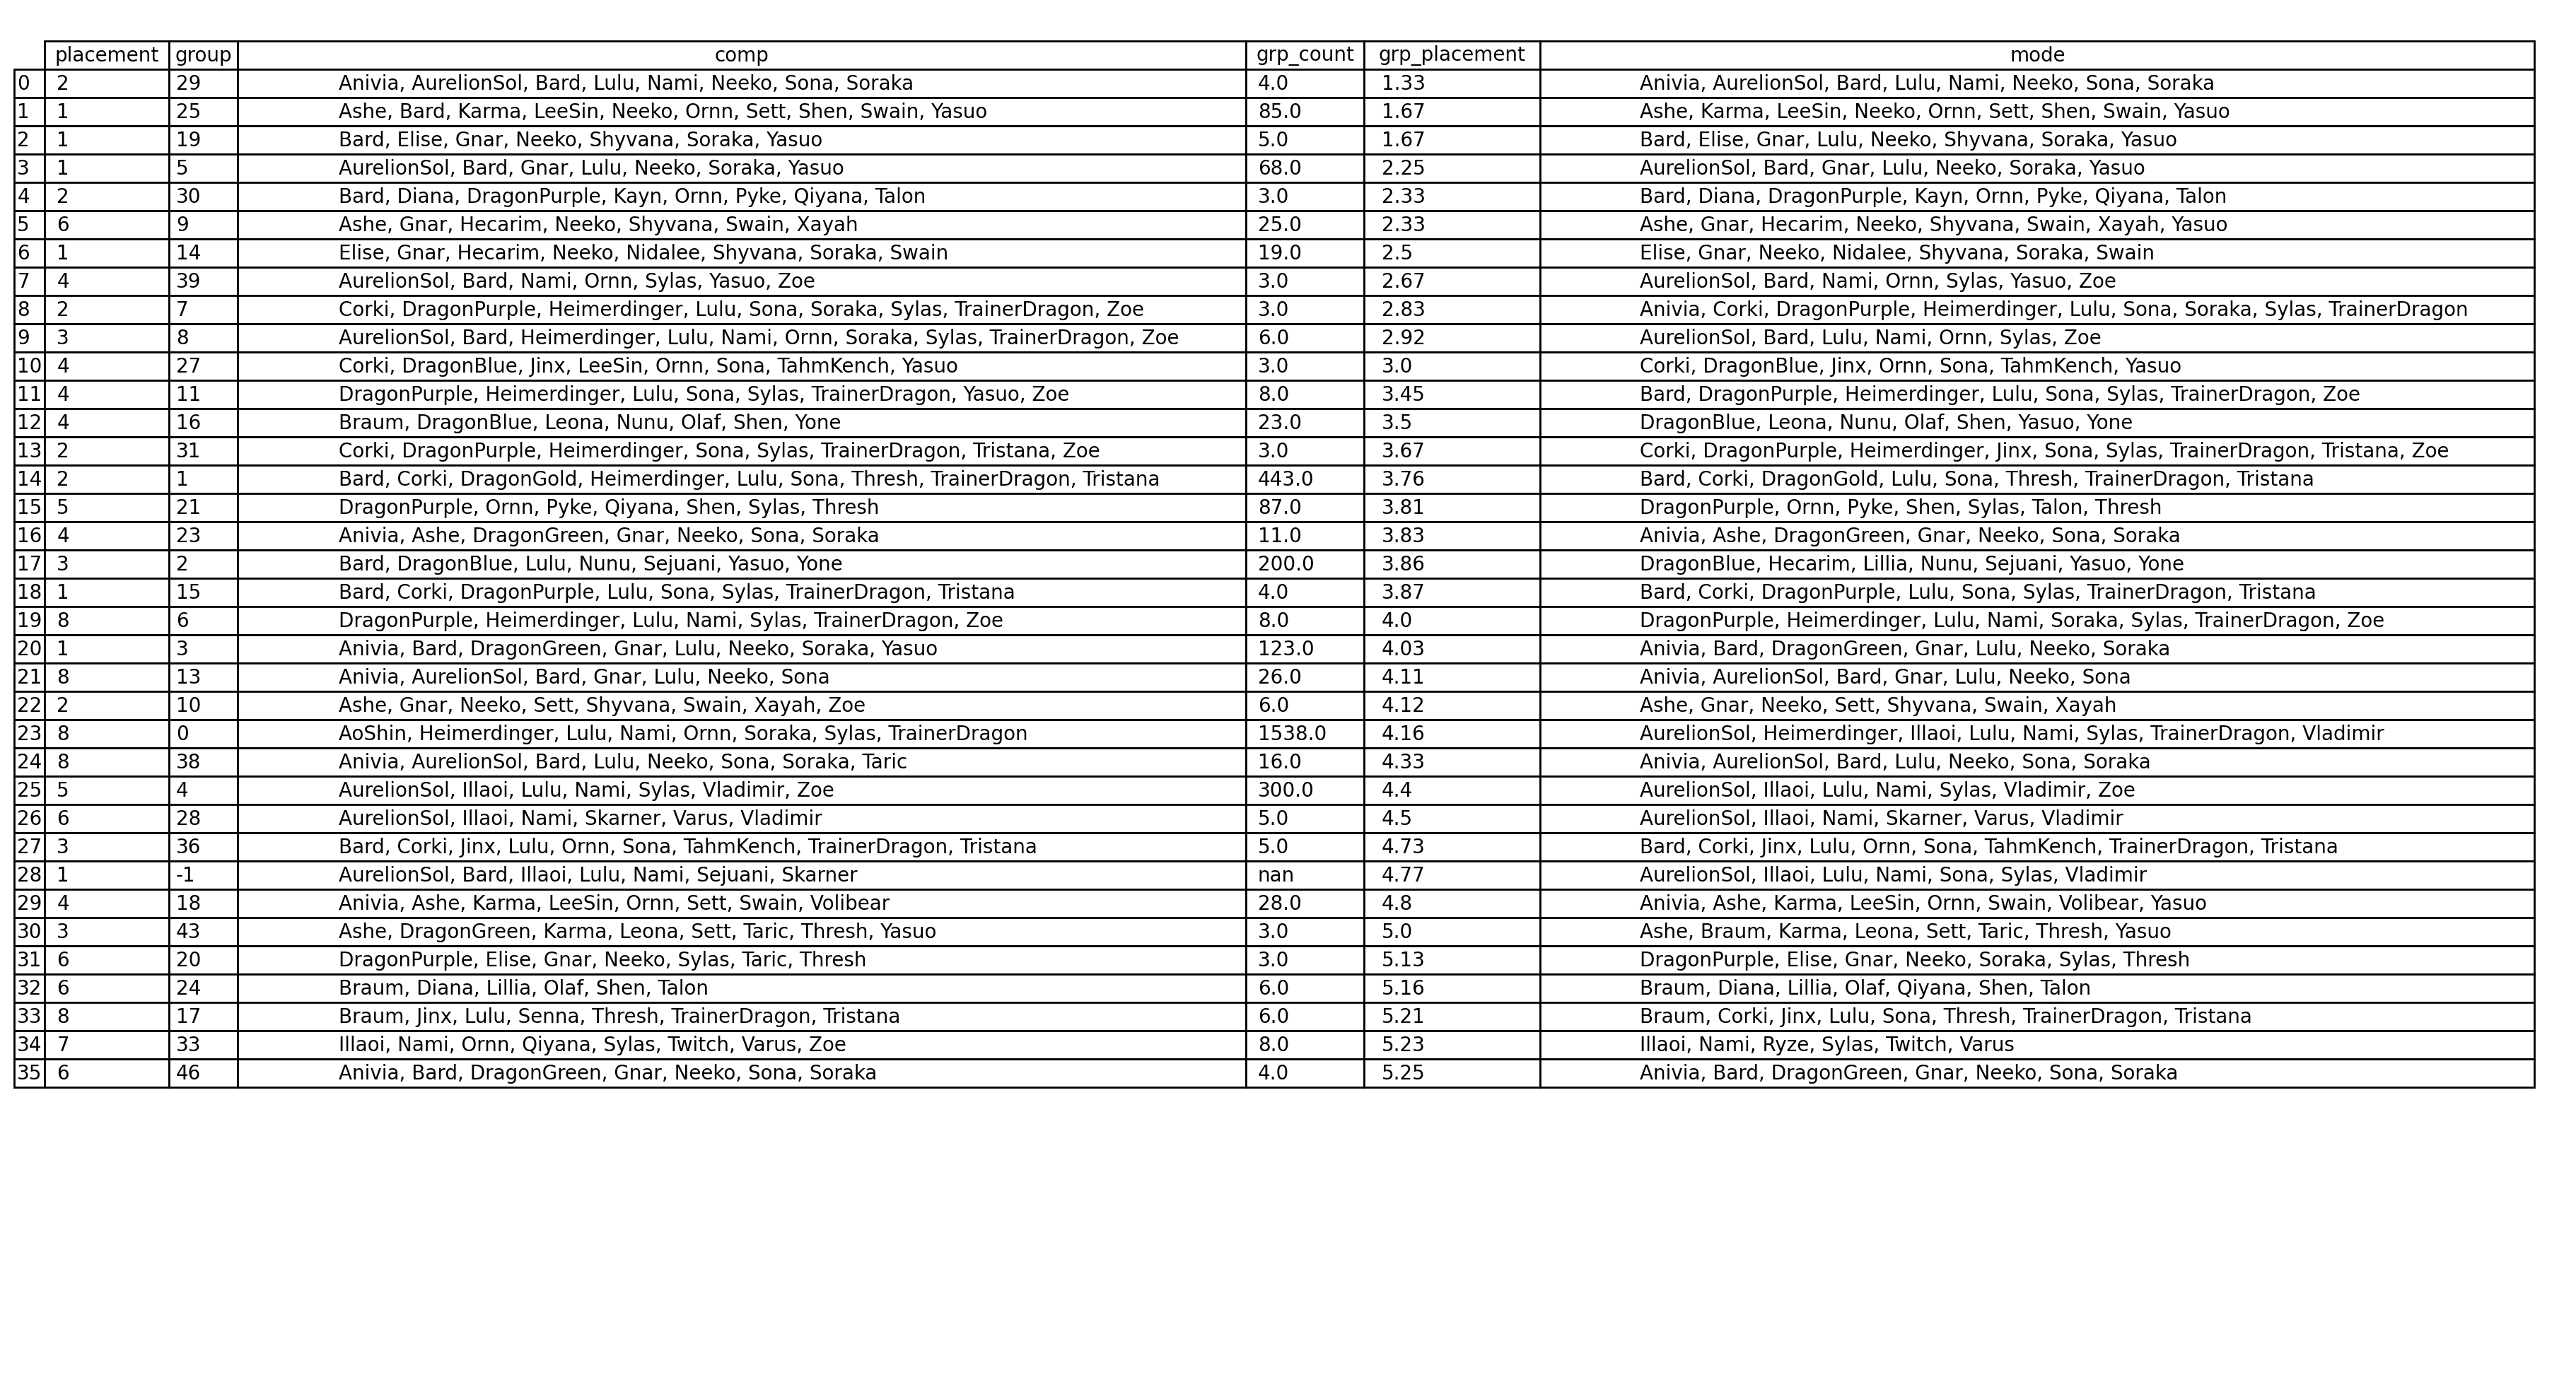 placement group comp grp_count grp_placement mode
0 2 29 Anivia, AurelionSol, Bard, Lulu, Nami, Neeko, Sona, Soraka 4.0 1.33 Anivia, AurelionSol, Bard, Lulu, Nami, Neeko, Sona, Soraka
1 1 25 Ashe, Bard, Karma, LeeSin, Neeko, Ornn, Sett, Shen, Swain, Yasuo 85.0 1.67 Ashe, Karma, LeeSin, Neeko, Ornn, Sett, Shen, Swain, Yasuo
2 1 19 Bard, Elise, Gnar, Neeko, Shyvana, Soraka, Yasuo 5.0 1.67 Bard, Elise, Gnar, Lulu, Neeko, Shyvana, Soraka, Yasuo
3 1 5 AurelionSol, Bard, Gnar, Lulu, Neeko, Soraka, Yasuo 68.0 2.25 AurelionSol, Bard, Gnar, Lulu, Neeko, Soraka, Yasuo
4 2 30 Bard, Diana, DragonPurple, Kayn, Ornn, Pyke, Qiyana, Talon 3.0 2.33 Bard, Diana, DragonPurple, Kayn, Ornn, Pyke, Qiyana, Talon
5 6 9 Ashe, Gnar, Hecarim, Neeko, Shyvana, Swain, Xayah 25.0 2.33 Ashe, Gnar, Hecarim, Neeko, Shyvana, Swain, Xayah, Yasuo
6 1 14 Elise, Gnar, Hecarim, Neeko, Nidalee, Shyvana, Soraka, Swain 19.0 2.5 Elise, Gnar, Neeko, Nidalee, Shyvana, Soraka, Swain
7 4 39 AurelionSol, Bard, Nami, Ornn, Sylas, Yasuo, Zoe 3.0 2.67 AurelionSol, Bard, Nami, Ornn, Sylas, Yasuo, Zoe
8 2 7 Corki, DragonPurple, Heimerdinger, Lulu, Sona, Soraka, Sylas, TrainerDragon, Zoe 3.0 2.83 Anivia, Corki, DragonPurple, Heimerdinger, Lulu, Sona, Soraka, Sylas, TrainerDragon
9 3 8 AurelionSol, Bard, Heimerdinger, Lulu, Nami, Ornn, Soraka, Sylas, TrainerDragon, Zoe 6.0 2.92 AurelionSol, Bard, Lulu, Nami, Ornn, Sylas, Zoe
10 4 27 Corki, DragonBlue, Jinx, LeeSin, Ornn, Sona, TahmKench, Yasuo 3.0 3.0 Corki, DragonBlue, Jinx, Ornn, Sona, TahmKench, Yasuo
11 4 11 DragonPurple, Heimerdinger, Lulu, Sona, Sylas, TrainerDragon, Yasuo, Zoe 8.0 3.45 Bard, DragonPurple, Heimerdinger, Lulu, Sona, Sylas, TrainerDragon, Zoe
12 4 16 Braum, DragonBlue, Leona, Nunu, Olaf, Shen, Yone 23.0 3.5 DragonBlue, Leona, Nunu, Olaf, Shen, Yasuo, Yone
13 2 31 Corki, DragonPurple, Heimerdinger, Sona, Sylas, TrainerDragon, Tristana, Zoe 3.0 3.67 Corki, DragonPurple, Heimerdinger, Jinx, Sona, Sylas, TrainerDragon, Tristana, Zoe
14 2 1 Bard, Corki, DragonGold, Heimerdinger, Lulu, Sona, Thresh, TrainerDragon, Tristana 443.0 3.76 Bard, Corki, DragonGold, Lulu, Sona, Thresh, TrainerDragon, Tristana
15 5 21 DragonPurple, Ornn, Pyke, Qiyana, Shen, Sylas, Thresh 87.0 3.81 DragonPurple, Ornn, Pyke, Shen, Sylas, Talon, Thresh
16 4 23 Anivia, Ashe, DragonGreen, Gnar, Neeko, Sona, Soraka 11.0 3.83 Anivia, Ashe, DragonGreen, Gnar, Neeko, Sona, Soraka
17 3 2 Bard, DragonBlue, Lulu, Nunu, Sejuani, Yasuo, Yone 200.0 3.86 DragonBlue, Hecarim, Lillia, Nunu, Sejuani, Yasuo, Yone
18 1 15 Bard, Corki, DragonPurple, Lulu, Sona, Sylas, TrainerDragon, Tristana 4.0 3.87 Bard, Corki, DragonPurple, Lulu, Sona, Sylas, TrainerDragon, Tristana
19 8 6 DragonPurple, Heimerdinger, Lulu, Nami, Sylas, TrainerDragon, Zoe 8.0 4.0 DragonPurple, Heimerdinger, Lulu, Nami, Soraka, Sylas, TrainerDragon, Zoe
20 1 3 Anivia, Bard, DragonGreen, Gnar, Lulu, Neeko, Soraka, Yasuo 123.0 4.03 Anivia, Bard, DragonGreen, Gnar, Lulu, Neeko, Soraka
21 8 13 Anivia, AurelionSol, Bard, Gnar, Lulu, Neeko, Sona 26.0 4.11 Anivia, AurelionSol, Bard, Gnar, Lulu, Neeko, Sona
22 2 10 Ashe, Gnar, Neeko, Sett, Shyvana, Swain, Xayah, Zoe 6.0 4.12 Ashe, Gnar, Neeko, Sett, Shyvana, Swain, Xayah
23 8 0 AoShin, Heimerdinger, Lulu, Nami, Ornn, Soraka, Sylas, TrainerDragon 1538.0 4.16 AurelionSol, Heimerdinger, Illaoi, Lulu, Nami, Sylas, TrainerDragon, Vladimir
24 8 38 Anivia, AurelionSol, Bard, Lulu, Neeko, Sona, Soraka, Taric 16.0 4.33 Anivia, AurelionSol, Bard, Lulu, Neeko, Sona, Soraka
25 5 4 AurelionSol, Illaoi, Lulu, Nami, Sylas, Vladimir, Zoe 300.0 4.4 AurelionSol, Illaoi, Lulu, Nami, Sylas, Vladimir, Zoe
26 6 28 AurelionSol, Illaoi, Nami, Skarner, Varus, Vladimir 5.0 4.5 AurelionSol, Illaoi, Nami, Skarner, Varus, Vladimir
27 3 36 Bard, Corki, Jinx, Lulu, Ornn, Sona, TahmKench, TrainerDragon, Tristana 5.0 4.73 Bard, Corki, Jinx, Lulu, Ornn, Sona, TahmKench, TrainerDragon, Tristana
28 1 -1 AurelionSol, Bard, Illaoi, Lulu, Nami, Sejuani, Skarner nan 4.77 AurelionSol, Illaoi, Lulu, Nami, Sona, Sylas, Vladimir
29 4 18 Anivia, Ashe, Karma, LeeSin, Ornn, Sett, Swain, Volibear 28.0 4.8 Anivia, Ashe, Karma, LeeSin, Ornn, Swain, Volibear, Yasuo
30 3 43 Ashe, DragonGreen, Karma, Leona, Sett, Taric, Thresh, Yasuo 3.0 5.0 Ashe, Braum, Karma, Leona, Sett, Taric, Thresh, Yasuo
31 6 20 DragonPurple, Elise, Gnar, Neeko, Sylas, Taric, Thresh 3.0 5.13 DragonPurple, Elise, Gnar, Neeko, Soraka, Sylas, Thresh
32 6 24 Braum, Diana, Lillia, Olaf, Shen, Talon 6.0 5.16 Braum, Diana, Lillia, Olaf, Qiyana, Shen, Talon
33 8 17 Braum, Jinx, Lulu, Senna, Thresh, TrainerDragon, Tristana 6.0 5.21 Braum, Corki, Jinx, Lulu, Sona, Thresh, TrainerDragon, Tristana
34 7 33 Illaoi, Nami, Ornn, Qiyana, Sylas, Twitch, Varus, Zoe 8.0 5.23 Illaoi, Nami, Ryze, Sylas, Twitch, Varus
35 6 46 Anivia, Bard, DragonGreen, Gnar, Neeko, Sona, Soraka 4.0 5.25 Anivia, Bard, DragonGreen, Gnar, Neeko, Sona, Soraka